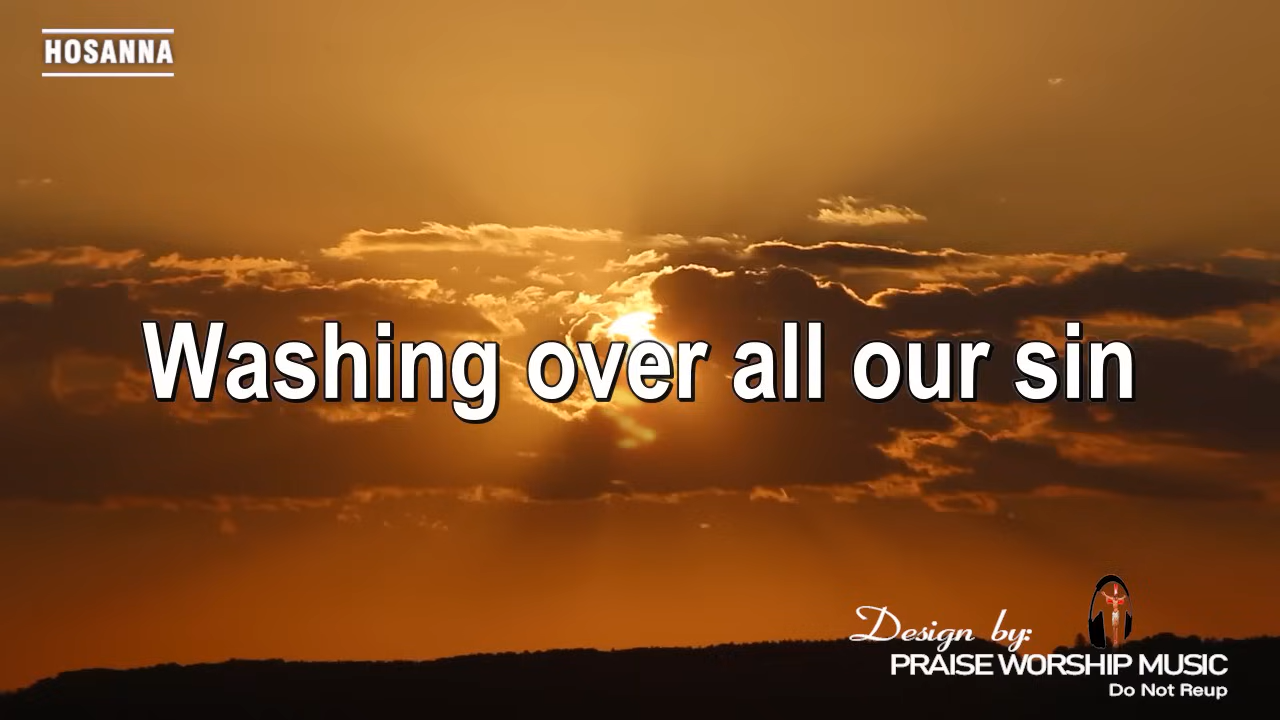 HOSANNA
Washing over all our sin
Design by:
PRAISE WORSHIP MUSIC
Do Not Reup